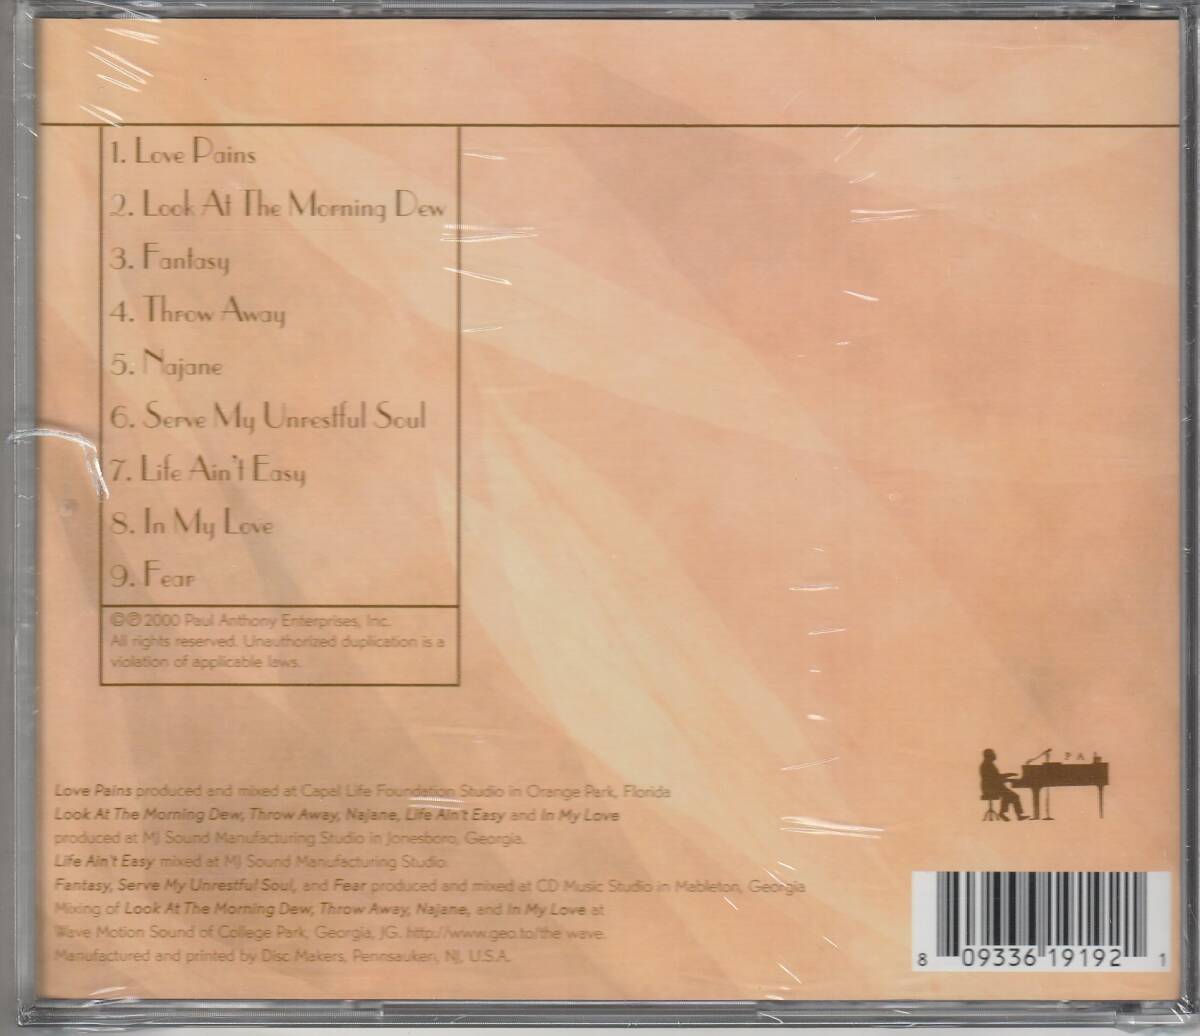 1. Love Pains
2. Look At The Morning Dew
3. Fantasy
4. Throw Away
5. Najane
6. Serve My Unrestful Soul
7. Life Ain't Easy
8. In My Love
9. Fear
©℗ 2000 Paul Anthony Enterprises, Inc.
All rights reserved. Unauthorized duplication is a
violation of applicable laws.
Love Pains produced and mixed at Capal Life Foundation Studio in Orange Park, Florida
Look At The Morning Dew, Throw Away, Najane, Life Ain't Easy and In My Love
produced at MJ Sound Manufacturing Studio in Jonesboro, Georgia.
Life Ain't Easy mixed at MJ Sound Manufacturing Studio.
Fantasy, Serve My Unrestful Soul, and Fear produced and mixed at CD Music Studio in Mableton, Georgia
Mixing of Look At The Morning Dew, Throw Away, Najane, and In My Love at
Wave Motion Sound of College Park, Georgia, JG. http://www.geo.to/the wave.
Manufactured and printed by Disc Makers, Pennsauken, NJ, U.S.A.
P A
8 09336 19192 1